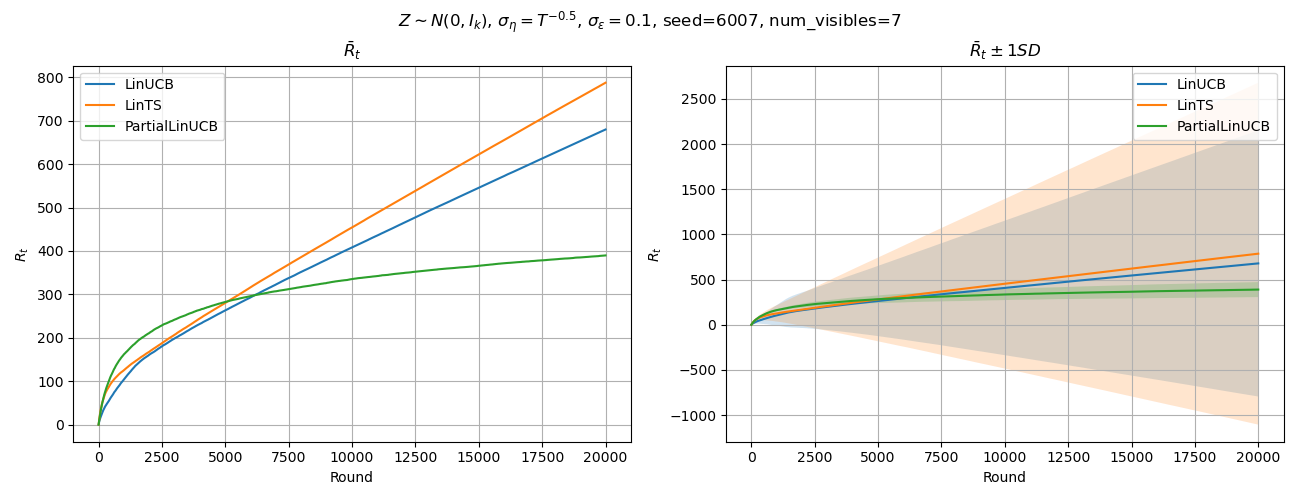 Z ∼ N(0, I_k), σ_η = T^{−0.5}, σ_ε = 0.1, seed=6007, num_visibles=7
R̄_t
800
700
600
500
400
300
200
100
0
R_t
LinUCB
LinTS
PartialLinUCB
0 2500 5000 7500 10000 12500 15000 17500 20000
Round
R̄_t ± 1SD
2500
2000
1500
1000
500
0
−500
−1000
R_t
LinUCB
LinTS
PartialLinUCB
0 2500 5000 7500 10000 12500 15000 17500 20000
Round